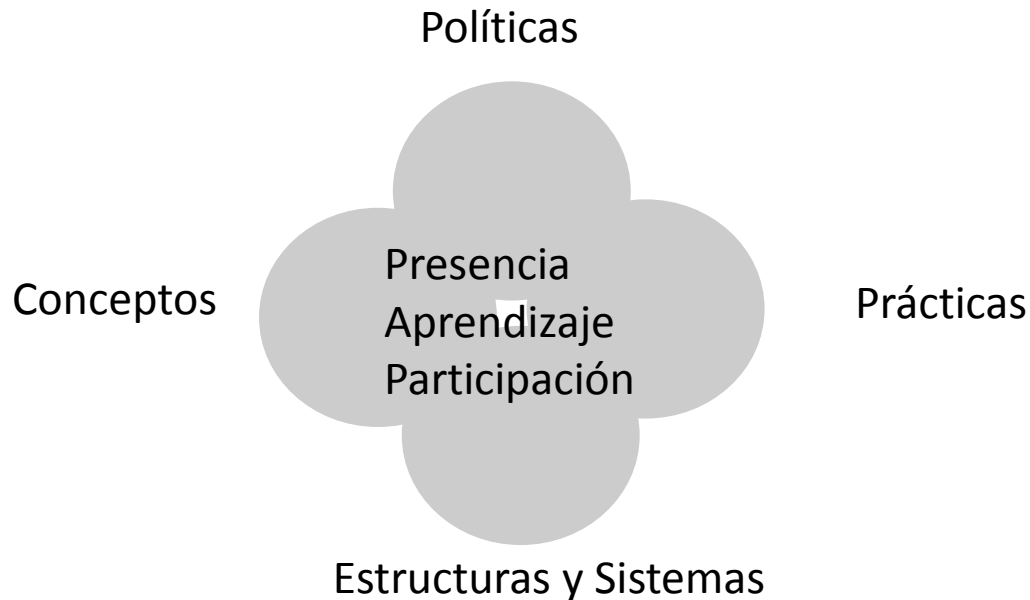 Políticas
Conceptos
Presencia
Aprendizaje
Participación
Prácticas
Estructuras y Sistemas